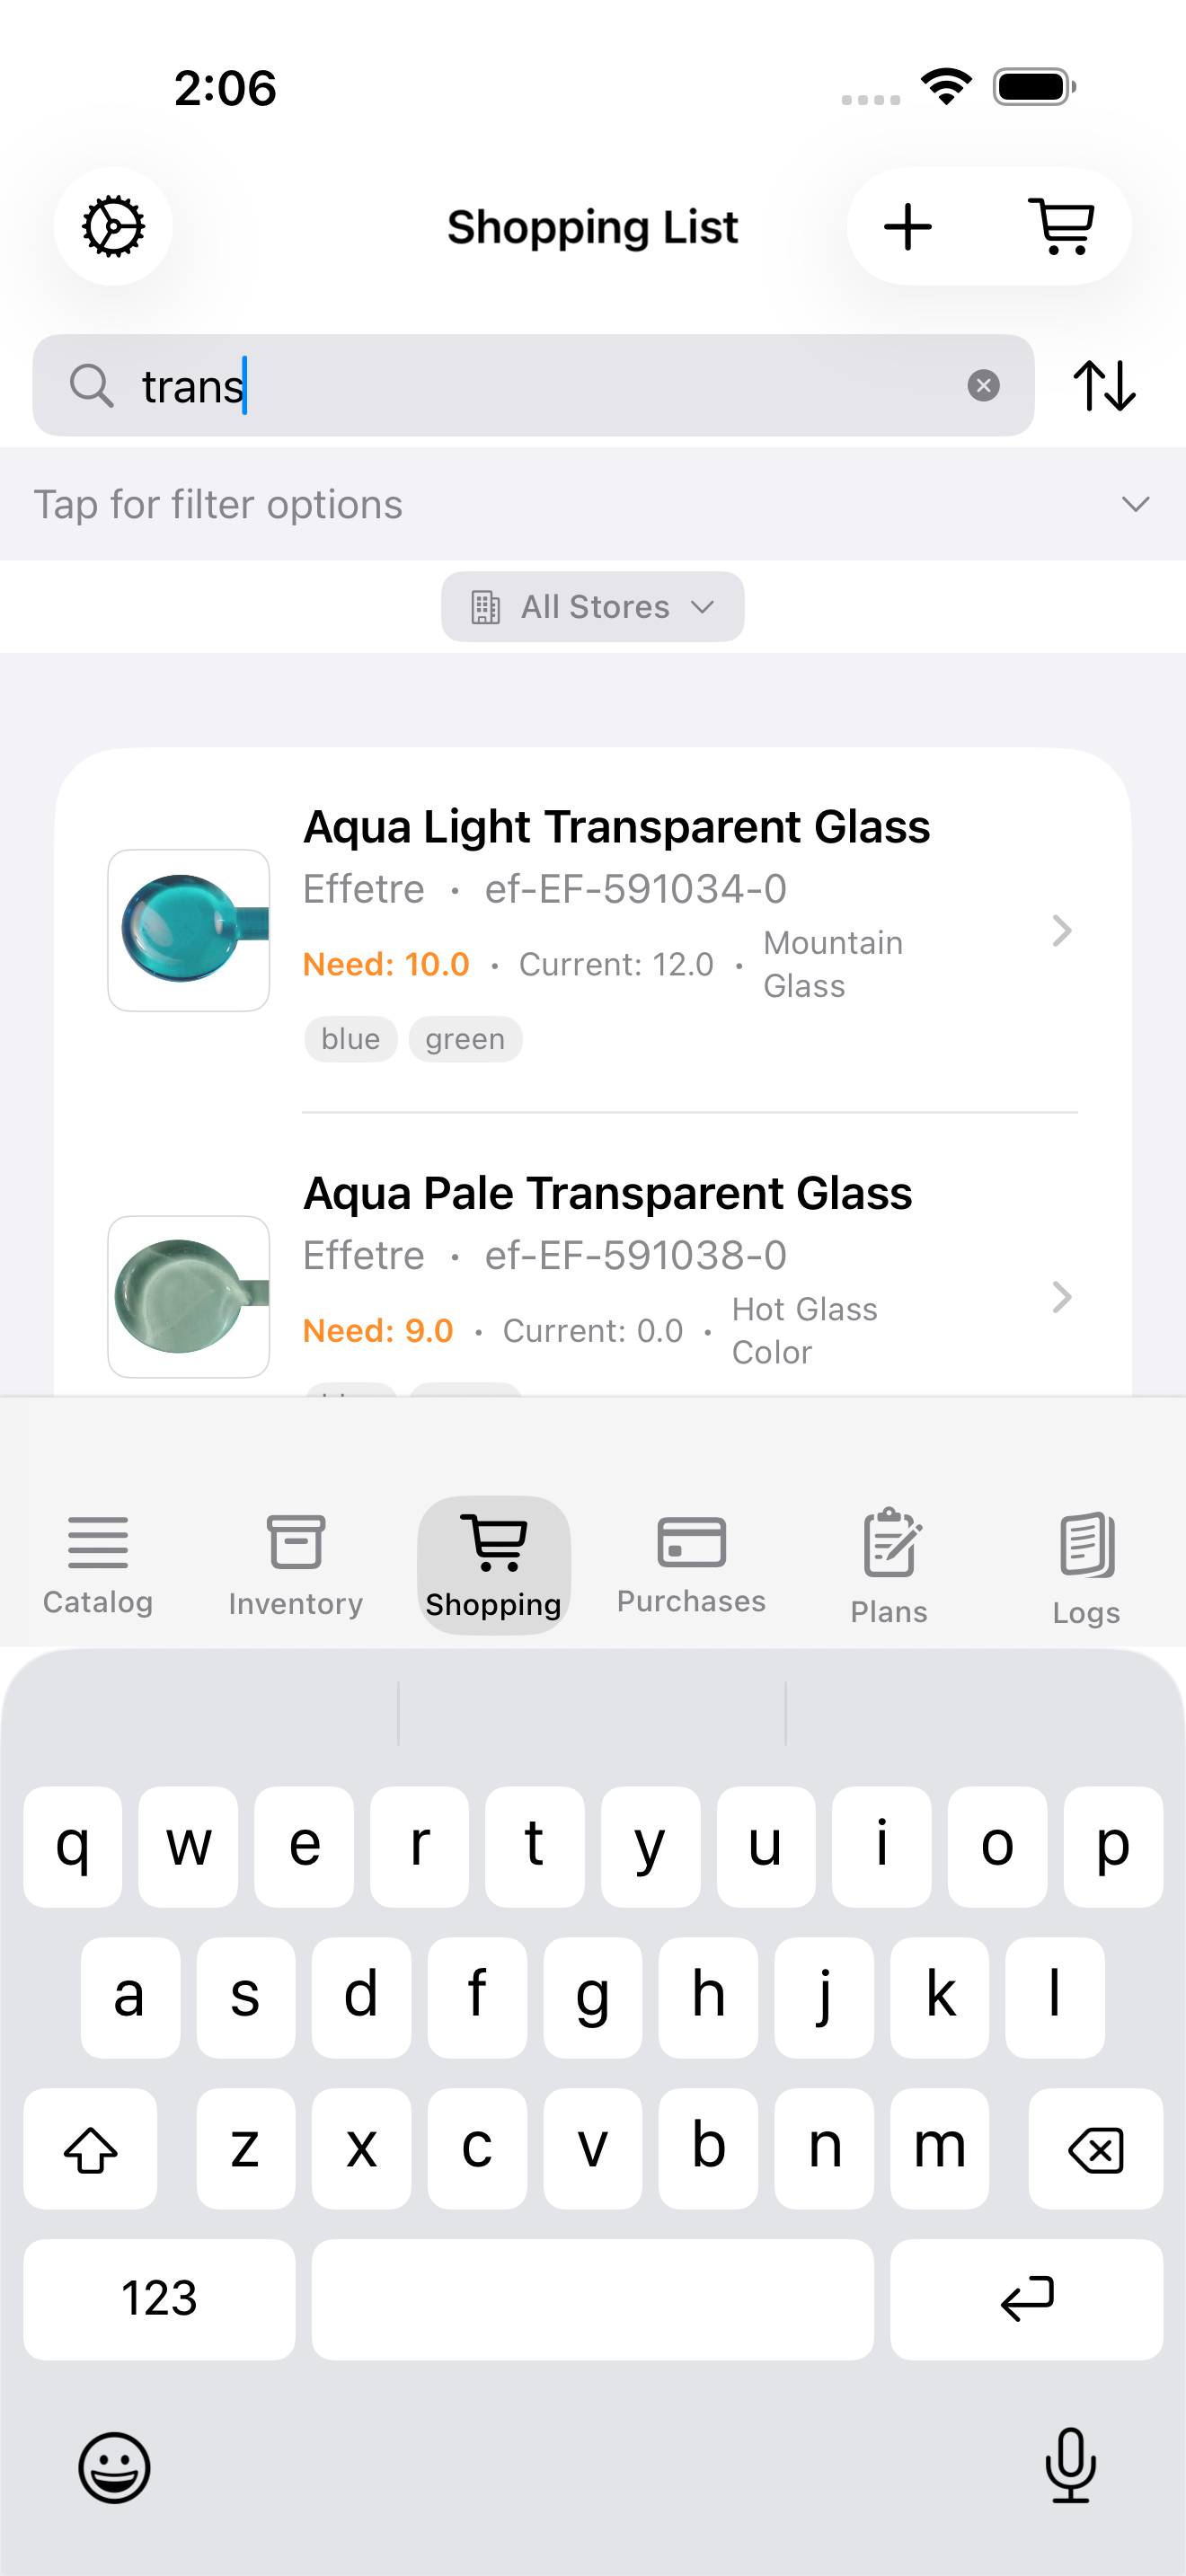 2:06
Shopping List
trans
Tap for filter options
All Stores
Aqua Light Transparent Glass
Effetre • ef-EF-591034-0
Need: 10.0 • Current: 12.0 • Mountain
Glass
blue green
Aqua Pale Transparent Glass
Effetre • ef-EF-591038-0
Need: 9.0 • Current: 0.0 • Hot Glass
Color
Catalog Inventory Shopping Purchases Plans Logs
q w e r t y u i o p
a s d f g h j k l
z x c v b n m
123